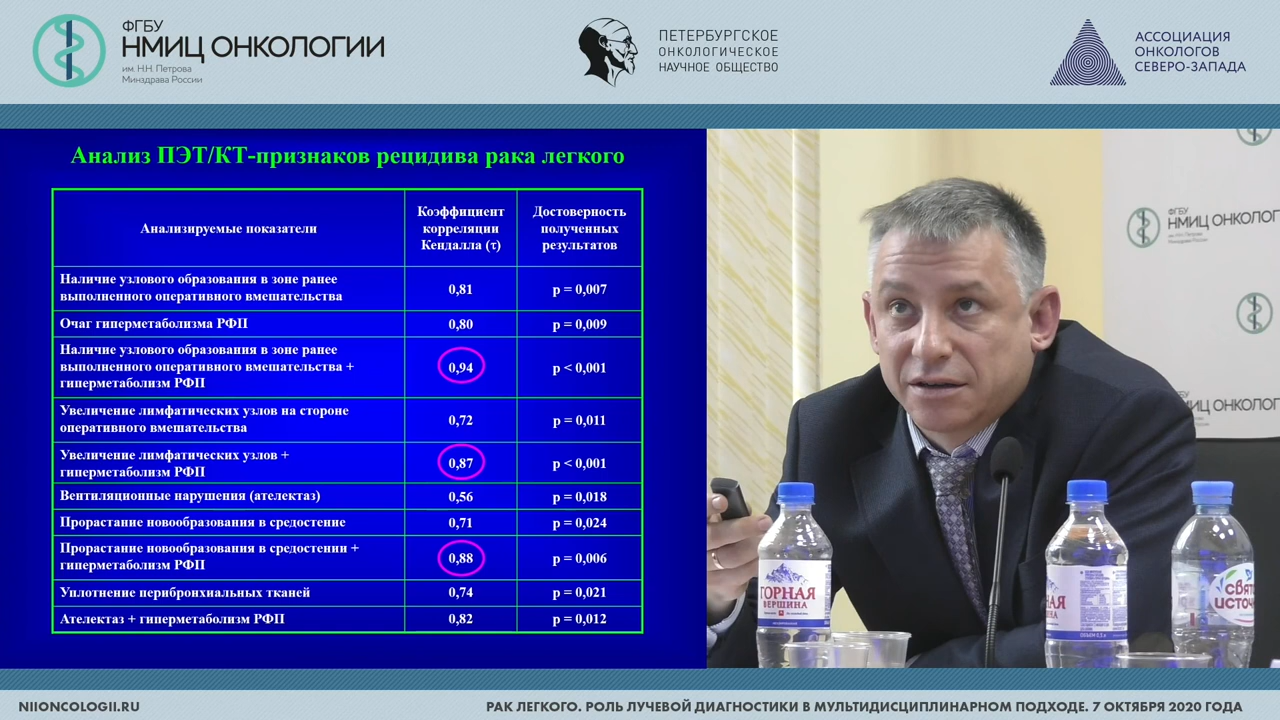 ФГБУ
НМИЦ ОНКОЛОГИИ
им. Н.Н. Петрова
Минздрава России
ПЕТЕРБУРГСКОЕ
ОНКОЛОГИЧЕСКОЕ
НАУЧНОЕ ОБЩЕСТВО
АССОЦИАЦИЯ
ОНКОЛОГОВ
СЕВЕРО-ЗАПАДА
Анализ ПЭТ/КТ-признаков рецидива рака легкого
Анализируемые показатели
Коэффициент
корреляции
Кендалла (τ)
Достоверность
полученных
результатов
Наличие узлового образования в зоне ранее
выполненного оперативного вмешательства
0,81
p = 0,007
Очаг гиперметаболизма РФП
0,80
p = 0,009
Наличие узлового образования в зоне ранее
выполненного оперативного вмешательства +
гиперметаболизм РФП
0,94
p < 0,001
Увеличение лимфатических узлов на стороне
оперативного вмешательства
0,72
p = 0,011
Увеличение лимфатических узлов +
гиперметаболизм РФП
0,87
p < 0,001
Вентиляционные нарушения (ателектаз)
0,56
p = 0,018
Прорастание новообразования в средостение
0,71
p = 0,024
Прорастание новообразования в средостении +
гиперметаболизм РФП
0,88
p = 0,006
Уплотнение перибронхиальных тканей
0,74
p = 0,021
Ателектаз + гиперметаболизм РФП
0,82
p = 0,012
ФГБУ
НМИЦ ОНКОЛОГИ
ГОРНАЯ
ВЕРШИНА
NIIONCOLOGII.RU
РАК ЛЕГКОГО. РОЛЬ ЛУЧЕВОЙ ДИАГНОСТИКИ В МУЛЬТИДИСЦИПЛИНАРНОМ ПОДХОДЕ. 7 ОКТЯБРЯ 2020 ГОДА